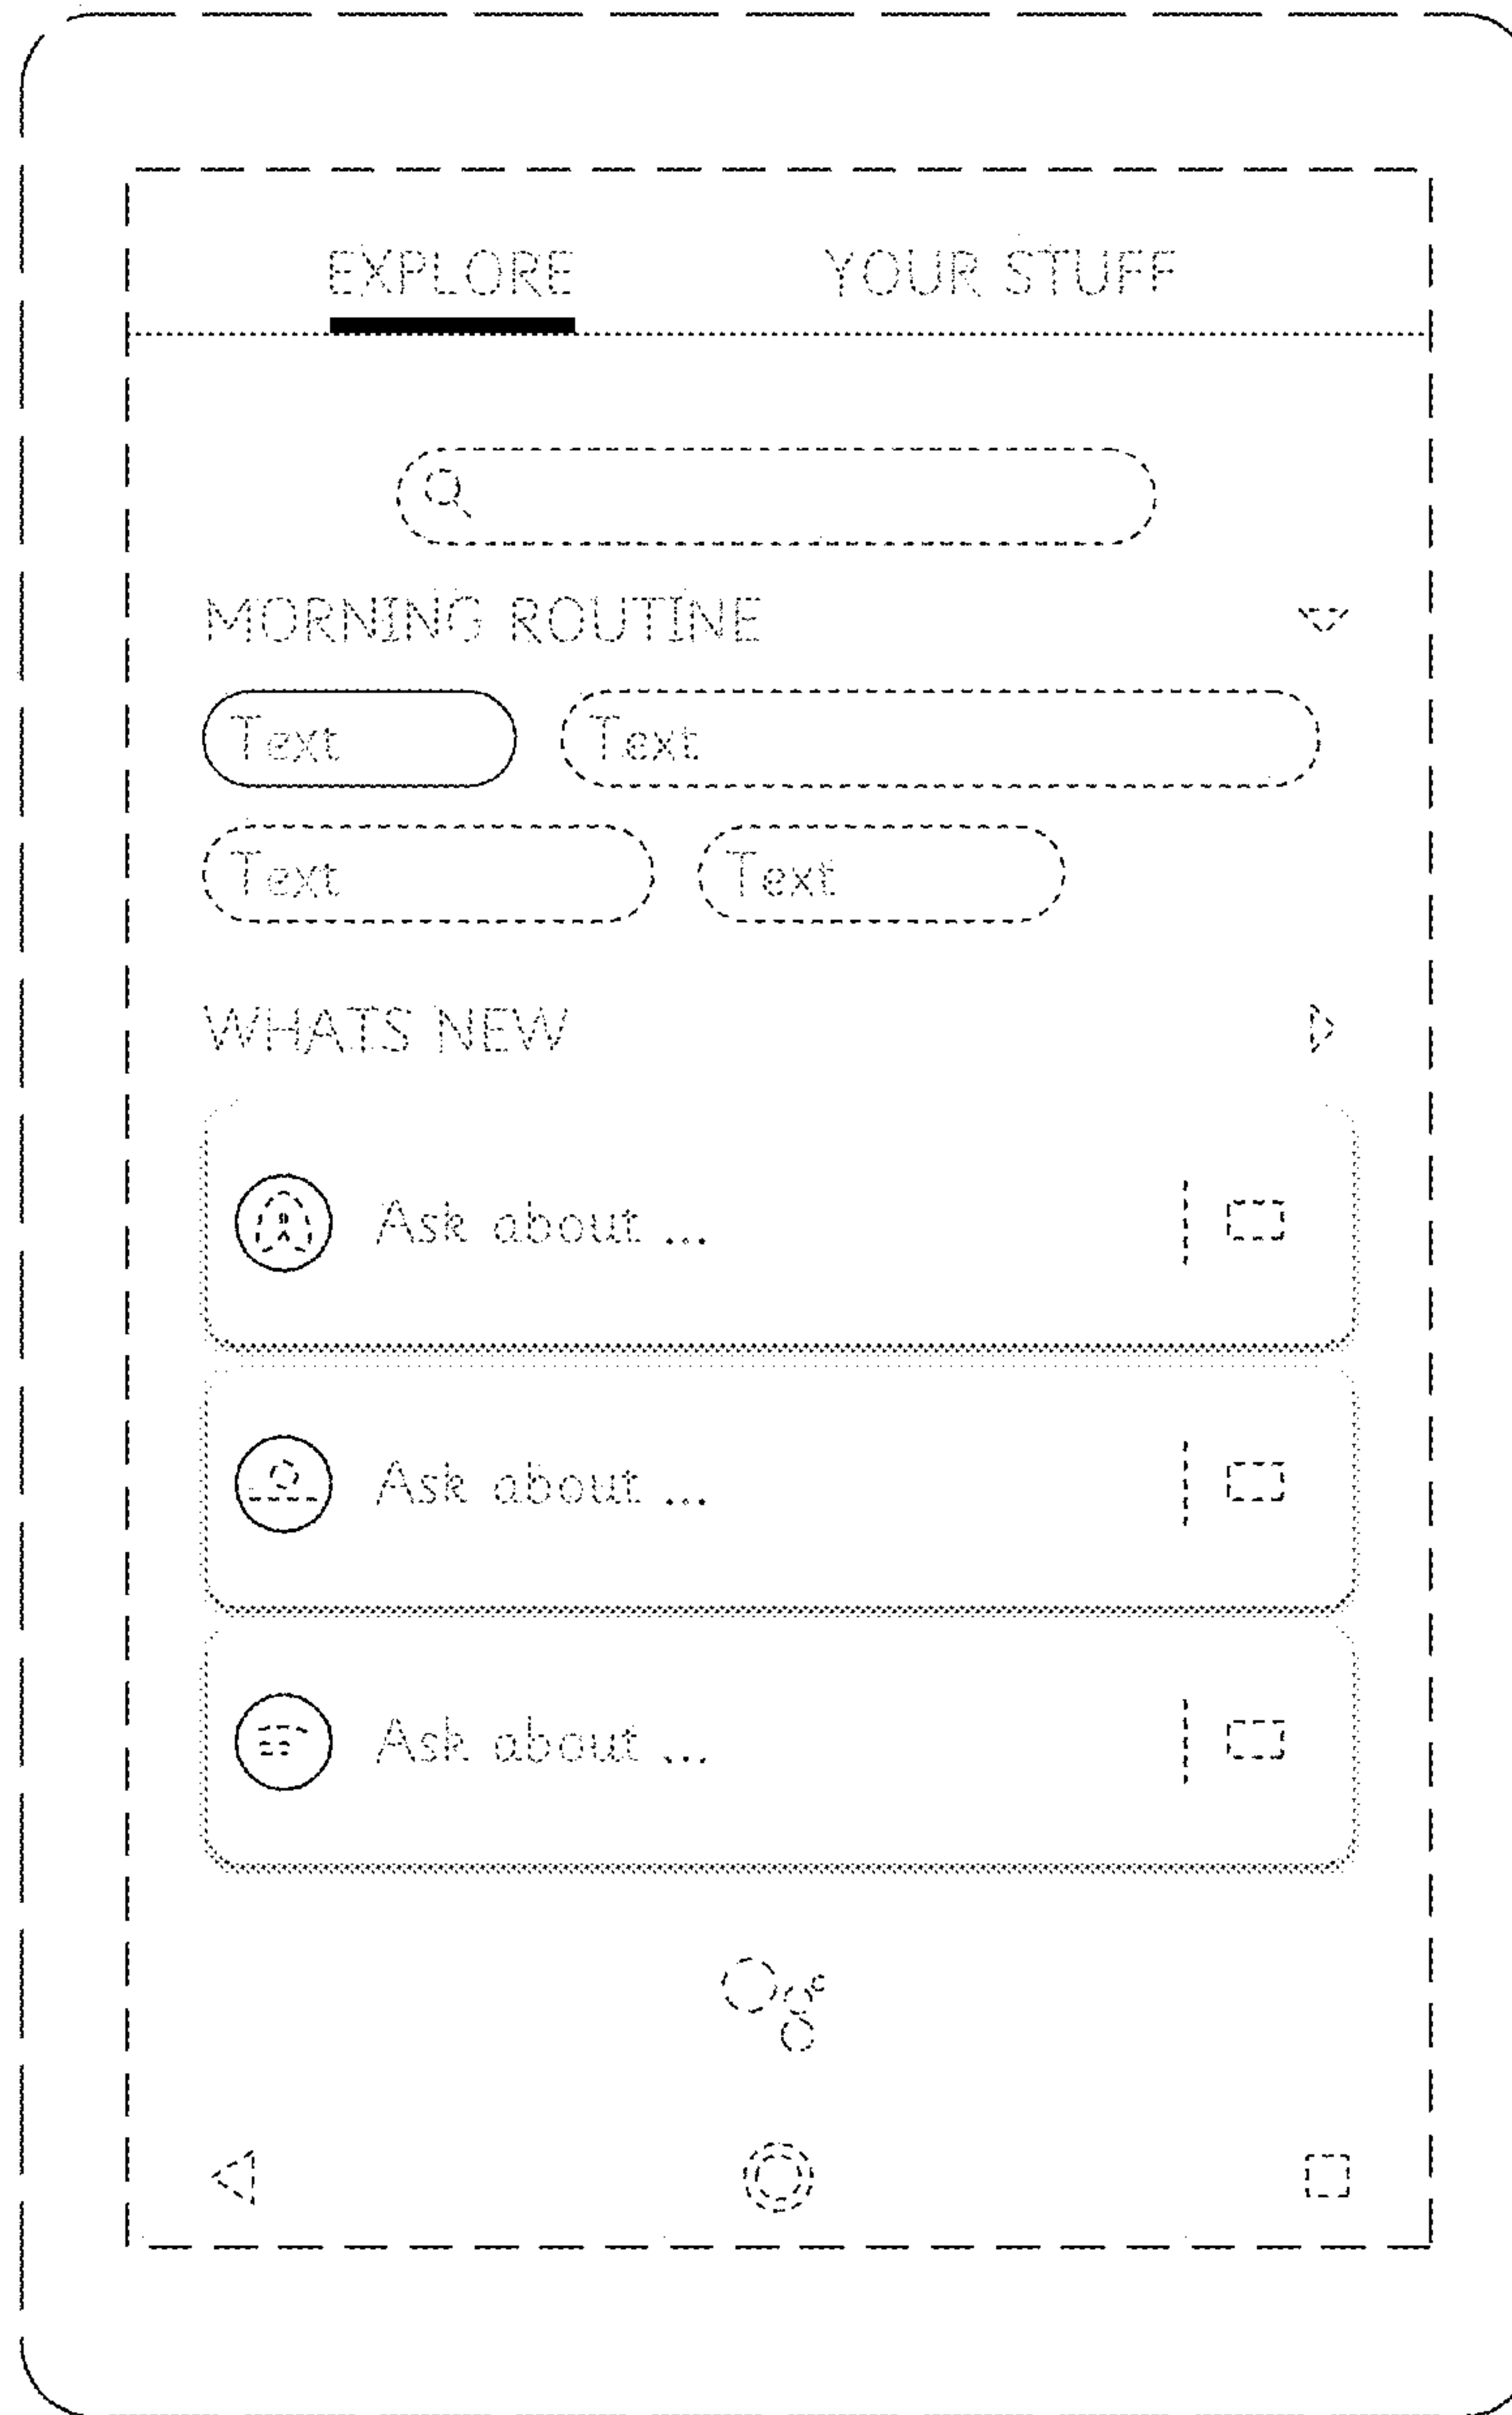 EXPLORE YOUR STUFF
MORNING ROUTINE
Text Text
Text Text
WHATS NEW
Ask about ...
Ask about ...
Ask about ...